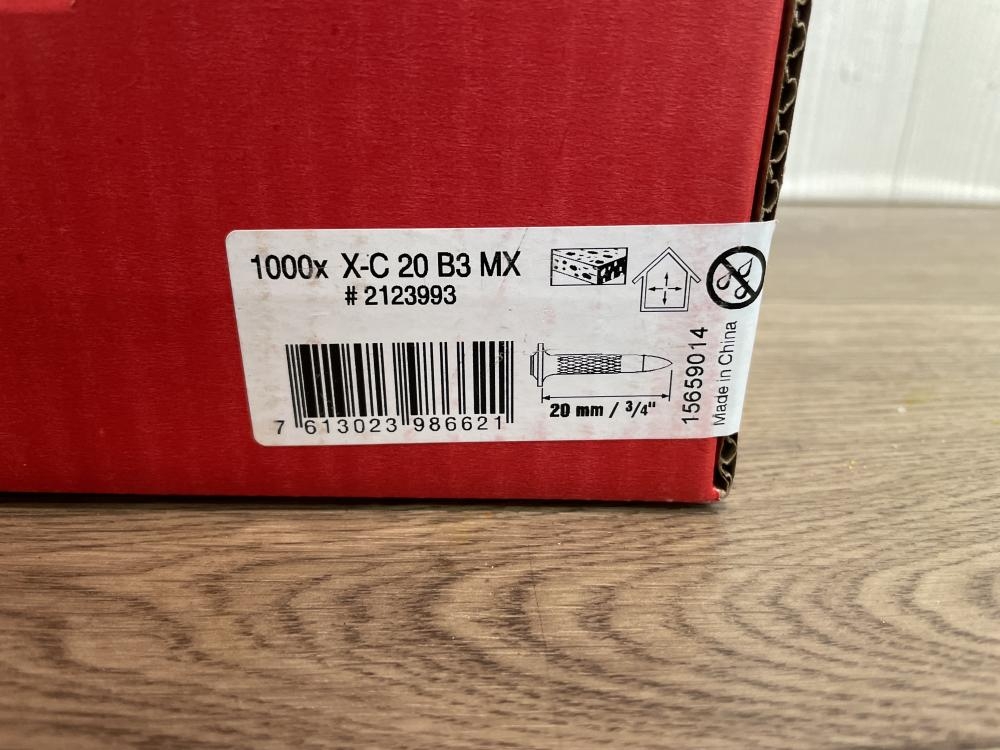 1000x X-C 20 B3 MX
# 2123993
7 613023 986621
20 mm / 3/4"
15659014
Made in China